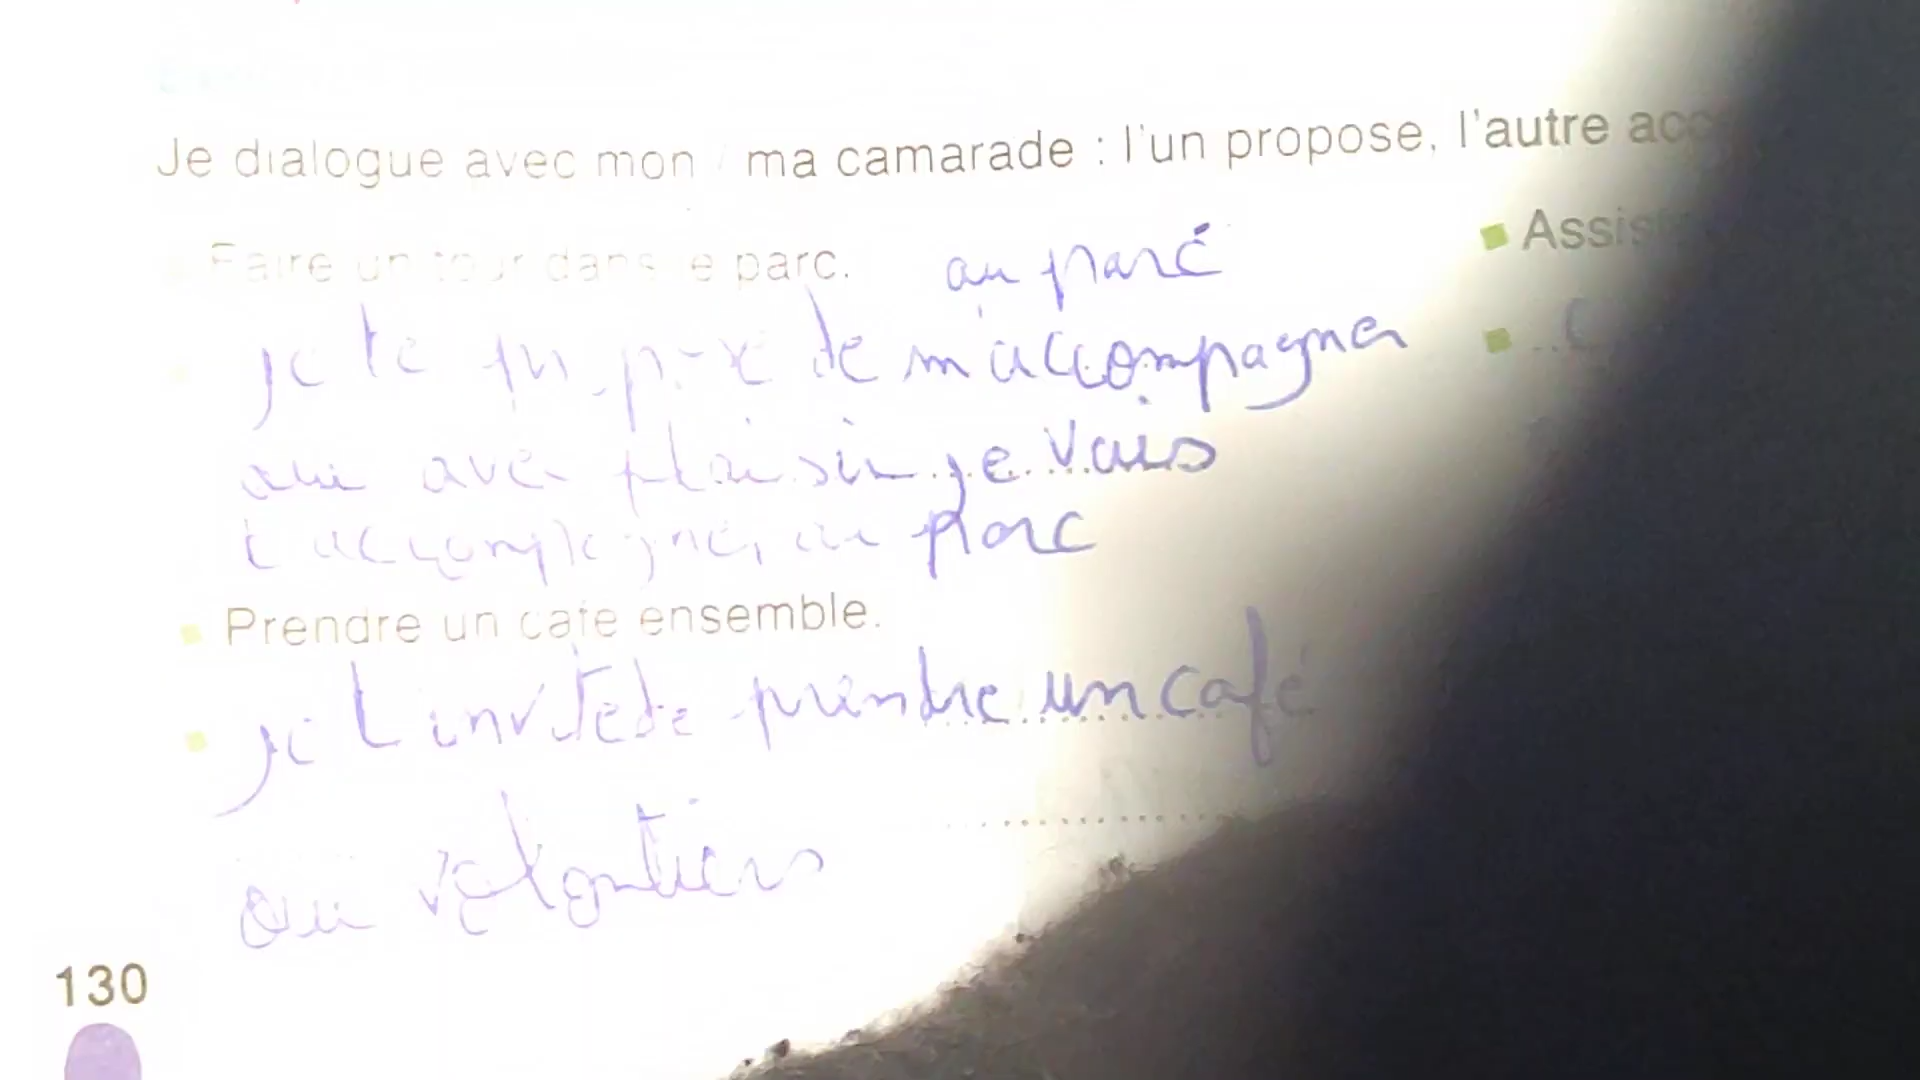 Je dialogue avec mon / ma camarade : l'un propose, l'autre acc
Faire un tour dans le parc. au parc
Assis
je te propose de m'accompagner
oui avec plaisir je vais
t'accompagner au parc
Prendre un café ensemble.
je t'invite de prendre un café
oui volontiers
130